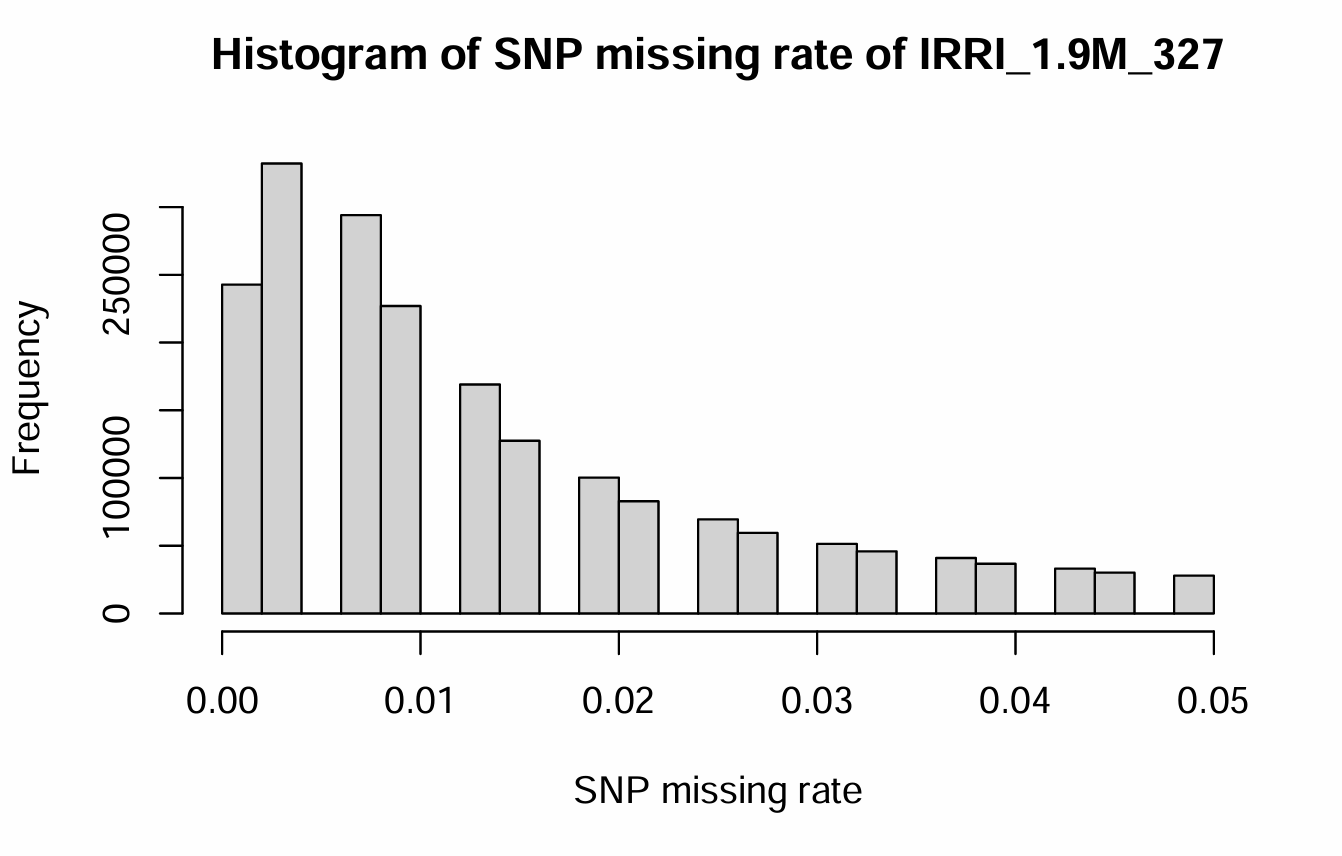 Histogram of SNP missing rate of IRRI_1.9M_327
Frequency
250000
100000
0
0.00 0.01 0.02 0.03 0.04 0.05
SNP missing rate